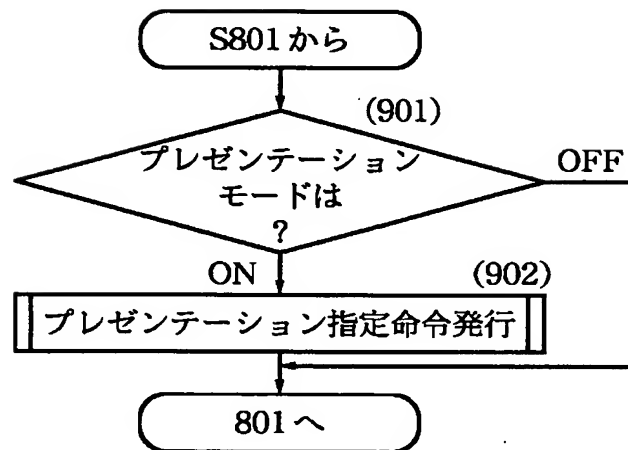 S801から
(901)
プレゼンテーション
モードは
?
OFF
ON
(902)
プレゼンテーション指定命令発行
801へ